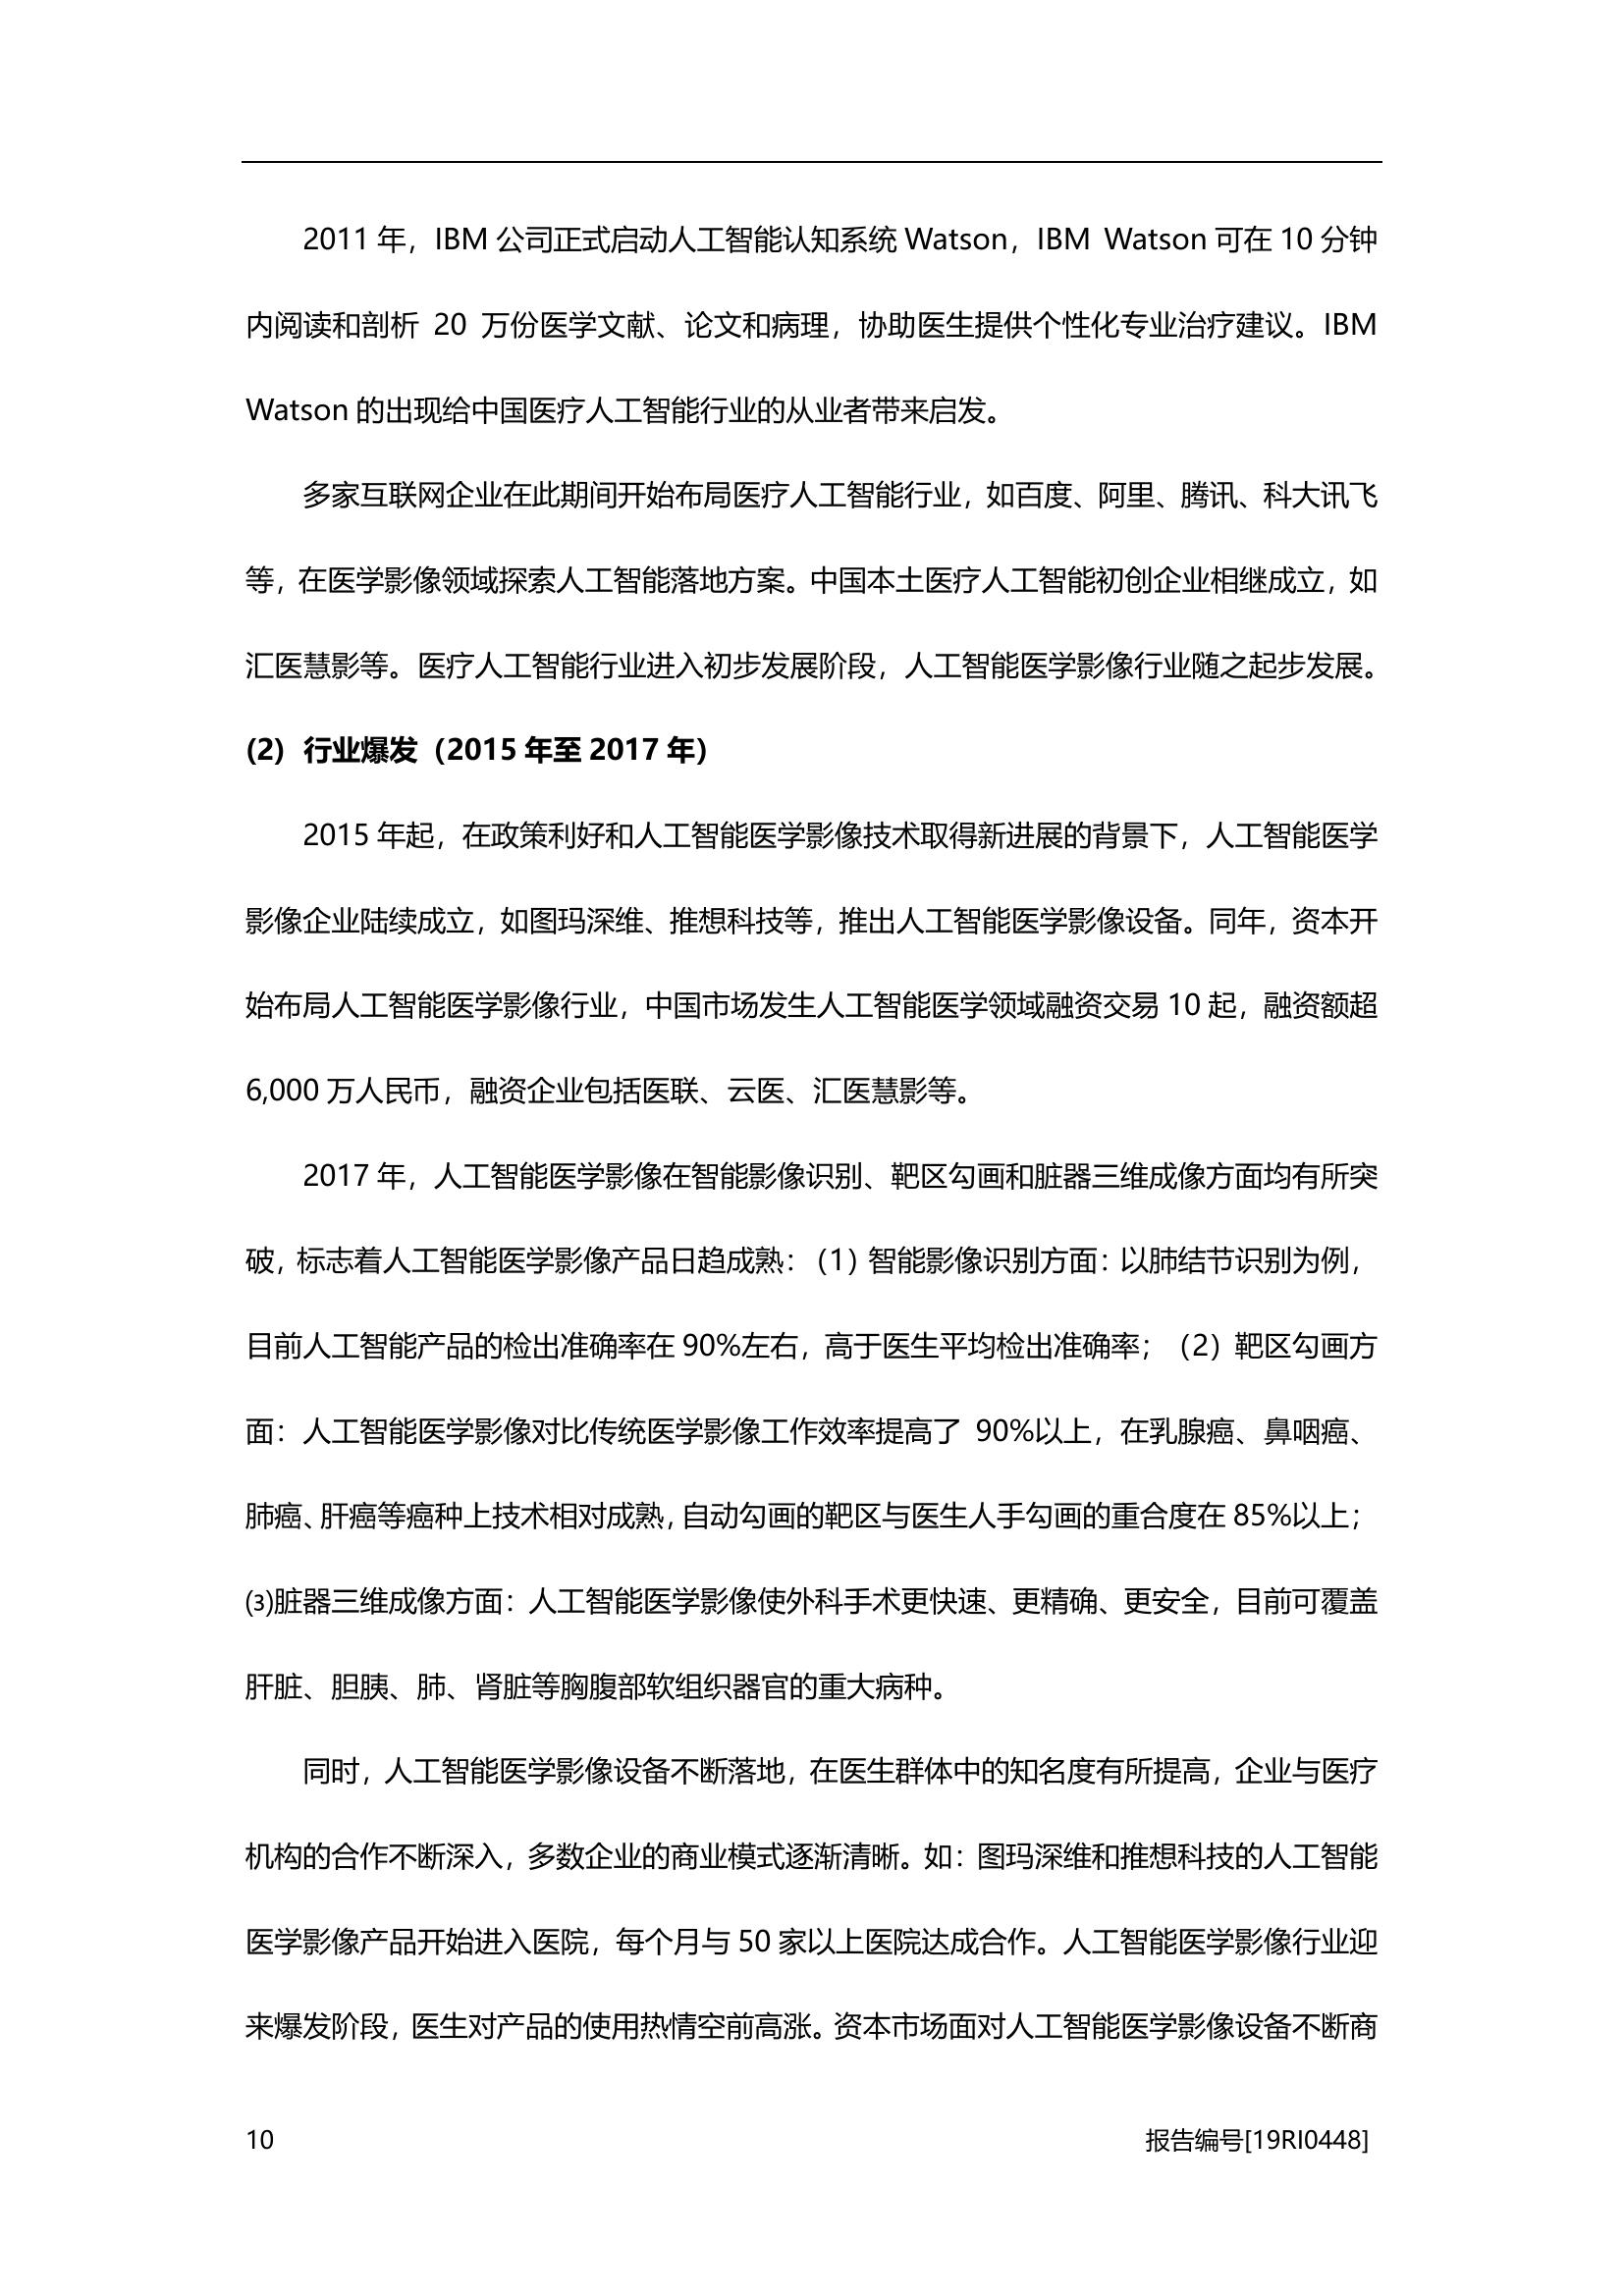 2011 年，IBM 公司正式启动人工智能认知系统 Watson，IBM Watson 可在 10 分钟
内阅读和剖析 20 万份医学文献、论文和病理，协助医生提供个性化专业治疗建议。IBM
Watson 的出现给中国医疗人工智能行业的从业者带来启发。
多家互联网企业在此期间开始布局医疗人工智能行业，如百度、阿里、腾讯、科大讯飞
等，在医学影像领域探索人工智能落地方案。中国本土医疗人工智能初创企业相继成立，如
汇医慧影等。医疗人工智能行业进入初步发展阶段，人工智能医学影像行业随之起步发展。
(2) 行业爆发（2015 年至 2017 年）
2015 年起，在政策利好和人工智能医学影像技术取得新进展的背景下，人工智能医学
影像企业陆续成立，如图玛深维、推想科技等，推出人工智能医学影像设备。同年，资本开
始布局人工智能医学影像行业，中国市场发生人工智能医学领域融资交易 10 起，融资额超
6,000 万人民币，融资企业包括医联、云医、汇医慧影等。
2017 年，人工智能医学影像在智能影像识别、靶区勾画和脏器三维成像方面均有所突
破，标志着人工智能医学影像产品日趋成熟：（1）智能影像识别方面：以肺结节识别为例，
目前人工智能产品的检出准确率在 90%左右，高于医生平均检出准确率；（2）靶区勾画方
面：人工智能医学影像对比传统医学影像工作效率提高了 90%以上，在乳腺癌、鼻咽癌、
肺癌、肝癌等癌种上技术相对成熟，自动勾画的靶区与医生人手勾画的重合度在 85%以上；
⑶脏器三维成像方面：人工智能医学影像使外科手术更快速、更精确、更安全，目前可覆盖
肝脏、胆胰、肺、肾脏等胸腹部软组织器官的重大病种。
同时，人工智能医学影像设备不断落地，在医生群体中的知名度有所提高，企业与医疗
机构的合作不断深入，多数企业的商业模式逐渐清晰。如：图玛深维和推想科技的人工智能
医学影像产品开始进入医院，每个月与 50 家以上医院达成合作。人工智能医学影像行业迎
来爆发阶段，医生对产品的使用热情空前高涨。资本市场面对人工智能医学影像设备不断商
10 报告编号[19RI0448]